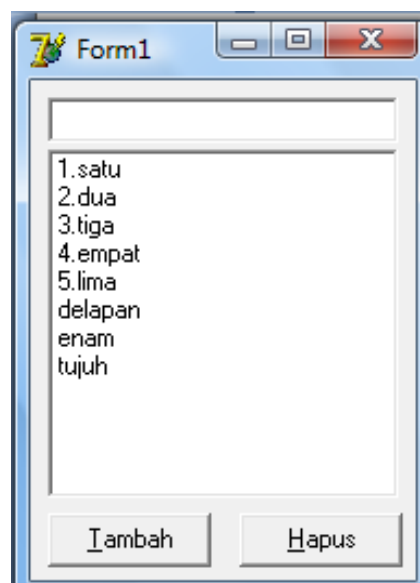 Form1
1.satu
2.dua
3.tiga
4.empat
5.lima
delapan
enam
tujuh
Tambah
Hapus